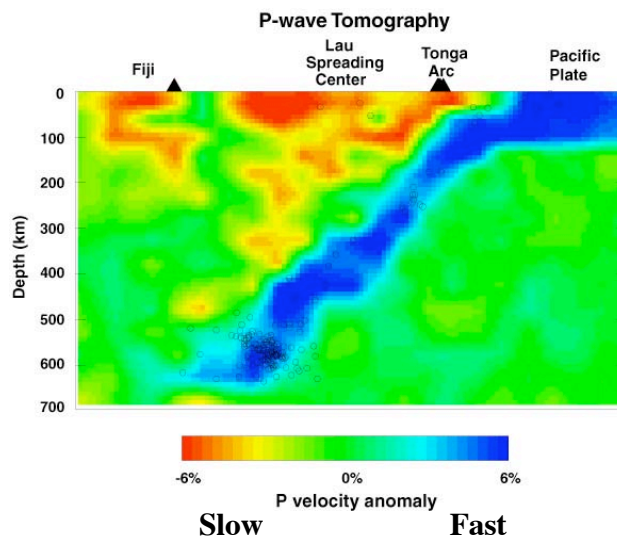 P-wave Tomography
Fiji
Lau
Spreading
Center
Tonga
Arc
Pacific
Plate
Depth (km)
0
100
200
300
400
500
600
700
-6%
0%
6%
P velocity anomaly
Slow
Fast